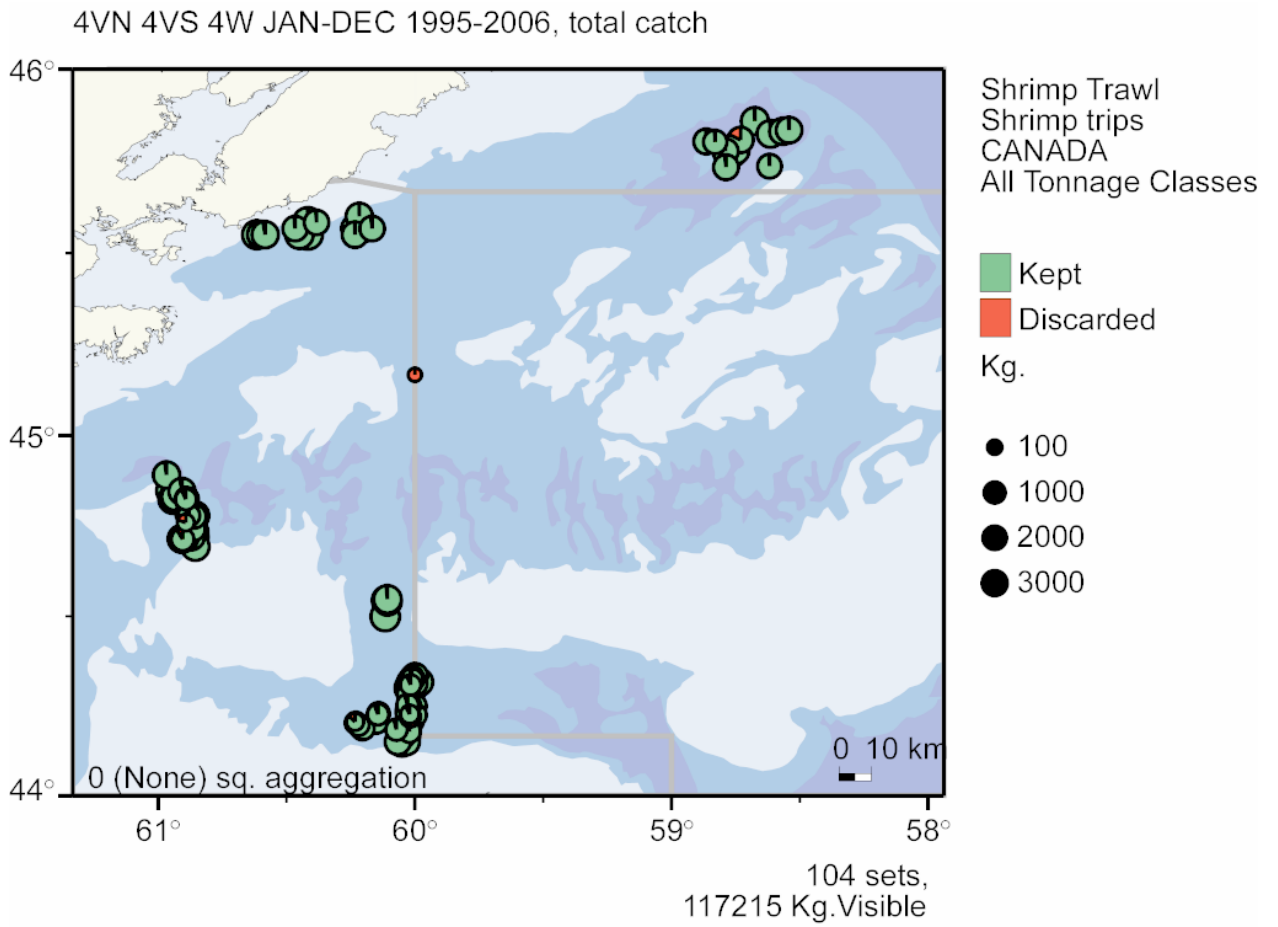 4VN 4VS 4W JAN-DEC 1995-2006, total catch
46°
45°
44°
61°
60°
59°
58°
0 (None) sq. aggregation
0 10 km
Shrimp Trawl
Shrimp trips
CANADA
All Tonnage Classes
Kept
Discarded
Kg.
100
1000
2000
3000
104 sets,
117215 Kg.Visible